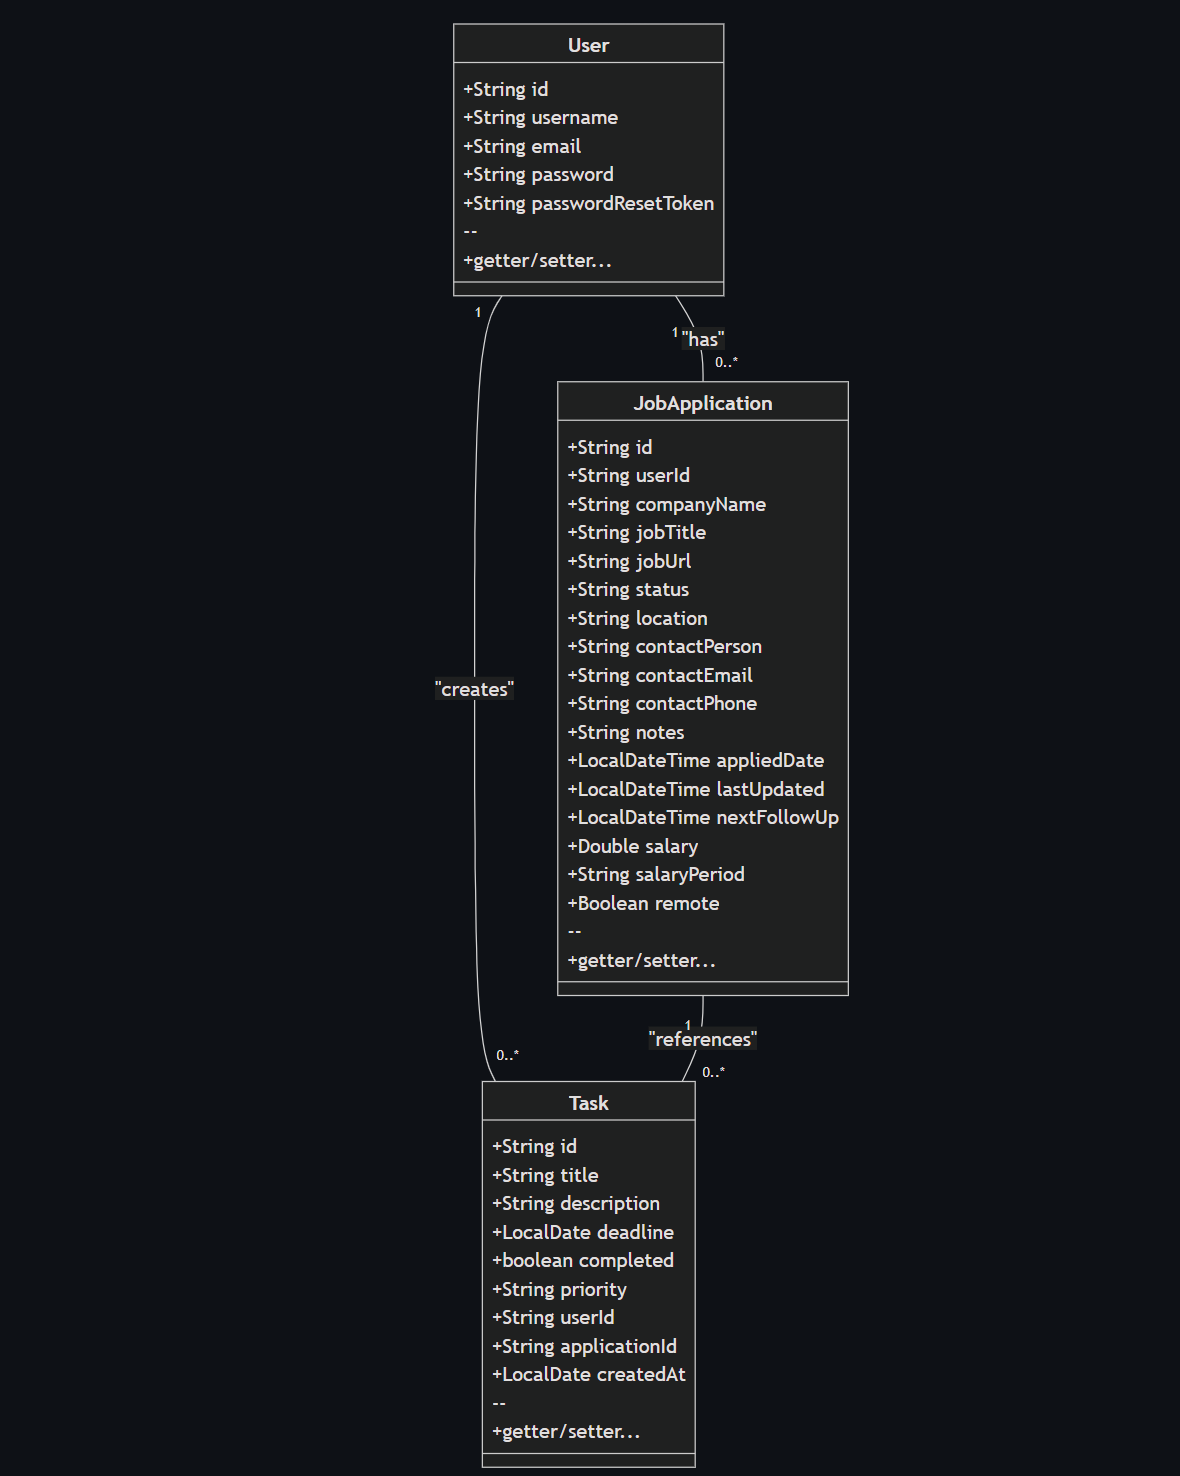 User
+String id
+String username
+String email
+String password
+String passwordResetToken
--
+getter/setter...
1
1
"has"
0..*
JobApplication
+String id
+String userId
+String companyName
+String jobTitle
+String jobUrl
+String status
+String location
+String contactPerson
+String contactEmail
+String contactPhone
+String notes
+LocalDateTime appliedDate
+LocalDateTime lastUpdated
+LocalDateTime nextFollowUp
+Double salary
+String salaryPeriod
+Boolean remote
--
+getter/setter...
"creates"
1
"references"
0..*
0..*
Task
+String id
+String title
+String description
+LocalDate deadline
+boolean completed
+String priority
+String userId
+String applicationId
+LocalDate createdAt
--
+getter/setter...